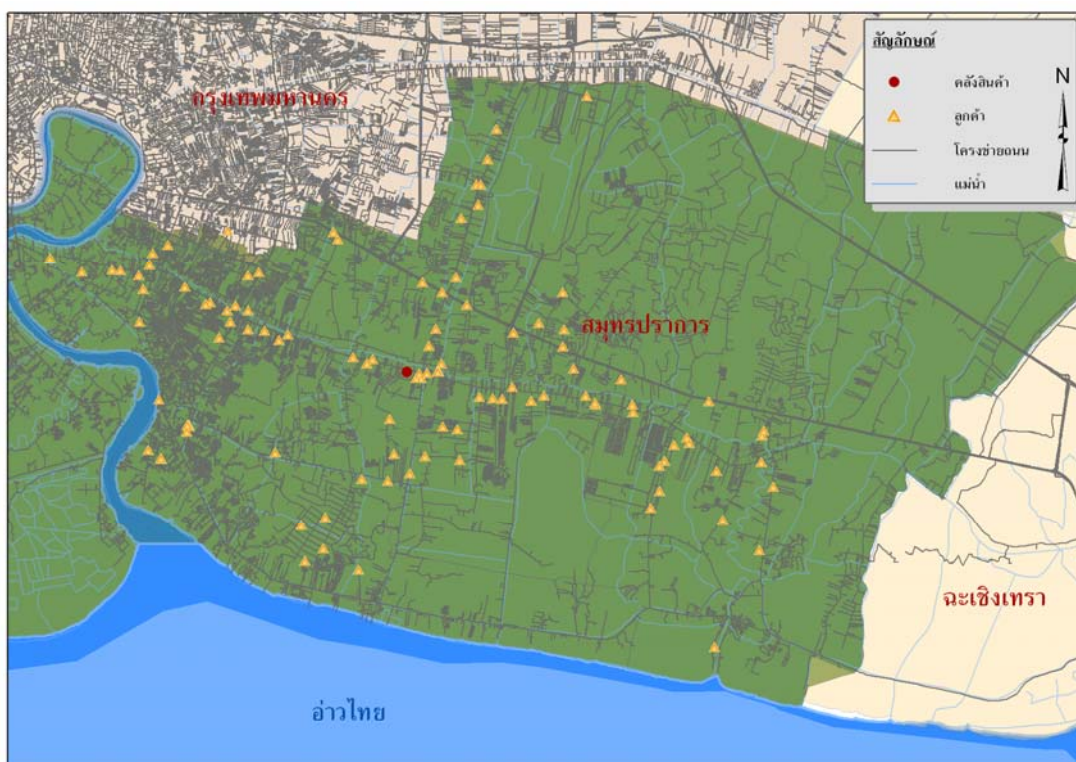 สัญลักษณ์
N
คลังสินค้า
ลูกค้า
โครงข่ายถนน
แม่น้ำ
กรุงเทพมหานคร
สมุทรปราการ
ฉะเชิงเทรา
อ่าวไทย